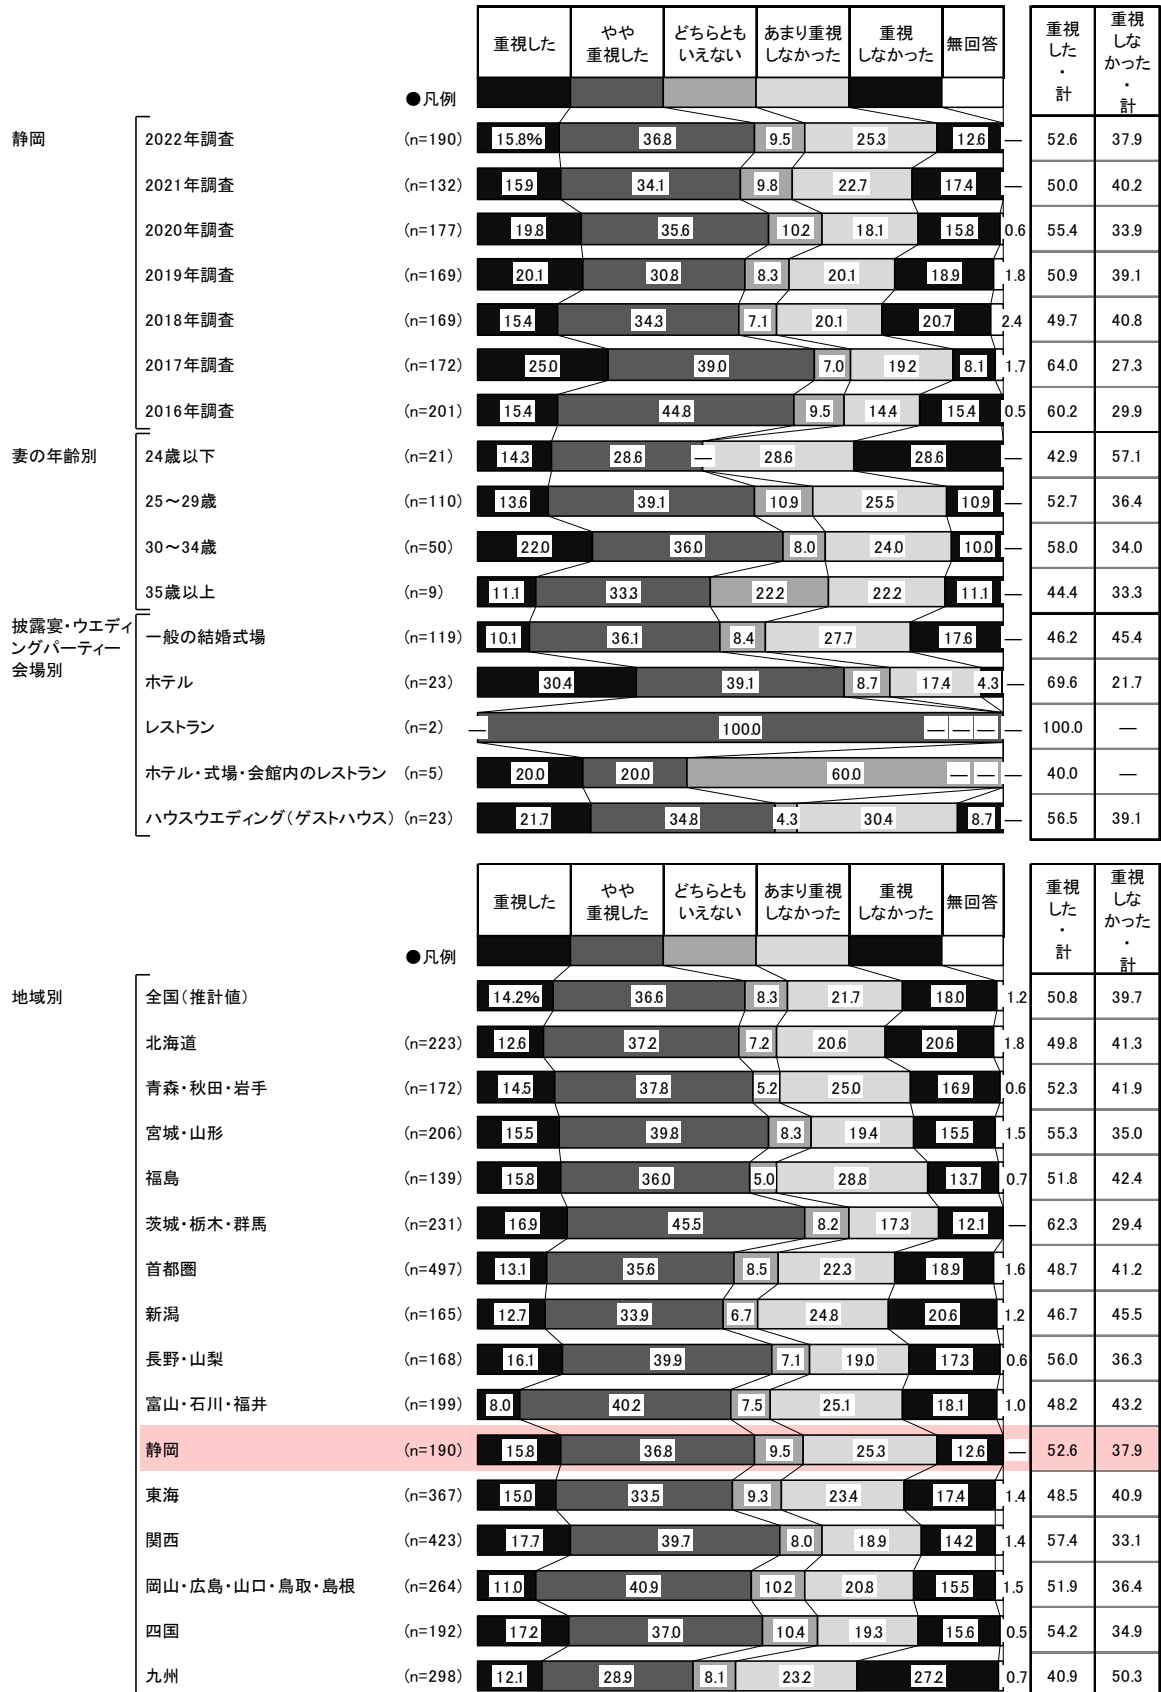 重視した やや重視した どちらともいえない あまり重視しなかった 重視しなかった 無回答 重視した・計 重視しなかった・計
●凡例
静岡 2022年調査 (n=190) 15.8% 36.8 9.5 25.3 12.6 — 52.6 37.9
2021年調査 (n=132) 15.9 34.1 9.8 22.7 17.4 — 50.0 40.2
2020年調査 (n=177) 19.8 35.6 10.2 18.1 15.8 0.6 55.4 33.9
2019年調査 (n=169) 20.1 30.8 8.3 20.1 18.9 1.8 50.9 39.1
2018年調査 (n=169) 15.4 34.3 7.1 20.1 20.7 2.4 49.7 40.8
2017年調査 (n=172) 25.0 39.0 7.0 19.2 8.1 1.7 64.0 27.3
2016年調査 (n=201) 15.4 44.8 9.5 14.4 15.4 0.5 60.2 29.9
妻の年齢別 24歳以下 (n=21) 14.3 28.6 — 28.6 28.6 — 42.9 57.1
25～29歳 (n=110) 13.6 39.1 10.9 25.5 10.9 — 52.7 36.4
30～34歳 (n=50) 22.0 36.0 8.0 24.0 10.0 — 58.0 34.0
35歳以上 (n=9) 11.1 33.3 22.2 22.2 11.1 — 44.4 33.3
披露宴・ウエディングパーティー会場別 一般の結婚式場 (n=119) 10.1 36.1 8.4 27.7 17.6 — 46.2 45.4
ホテル (n=23) 30.4 39.1 8.7 17.4 4.3 — 69.6 21.7
レストラン (n=2) — 100.0 — — — — 100.0 —
ホテル・式場・会館内のレストラン (n=5) 20.0 20.0 60.0 — — — 40.0 —
ハウスウエディング(ゲストハウス) (n=23) 21.7 34.8 4.3 30.4 8.7 — 56.5 39.1
重視した やや重視した どちらともいえない あまり重視しなかった 重視しなかった 無回答 重視した・計 重視しなかった・計
●凡例
地域別 全国(推計値) 14.2% 36.6 8.3 21.7 18.0 1.2 50.8 39.7
北海道 (n=223) 12.6 37.2 7.2 20.6 20.6 1.8 49.8 41.3
青森・秋田・岩手 (n=172) 14.5 37.8 5.2 25.0 16.9 0.6 52.3 41.9
宮城・山形 (n=206) 15.5 39.8 8.3 19.4 15.5 1.5 55.3 35.0
福島 (n=139) 15.8 36.0 5.0 28.8 13.7 0.7 51.8 42.4
茨城・栃木・群馬 (n=231) 16.9 45.5 8.2 17.3 12.1 — 62.3 29.4
首都圏 (n=497) 13.1 35.6 8.5 22.3 18.9 1.6 48.7 41.2
新潟 (n=165) 12.7 33.9 6.7 24.8 20.6 1.2 46.7 45.5
長野・山梨 (n=168) 16.1 39.9 7.1 19.0 17.3 0.6 56.0 36.3
富山・石川・福井 (n=199) 8.0 40.2 7.5 25.1 18.1 1.0 48.2 43.2
静岡 (n=190) 15.8 36.8 9.5 25.3 12.6 — 52.6 37.9
東海 (n=367) 15.0 33.5 9.3 23.4 17.4 1.4 48.5 40.9
関西 (n=423) 17.7 39.7 8.0 18.9 14.2 1.4 57.4 33.1
岡山・広島・山口・鳥取・島根 (n=264) 11.0 40.9 10.2 20.8 15.5 1.5 51.9 36.4
四国 (n=192) 17.2 37.0 10.4 19.3 15.6 0.5 54.2 34.9
九州 (n=298) 12.1 28.9 8.1 23.2 27.2 0.7 40.9 50.3